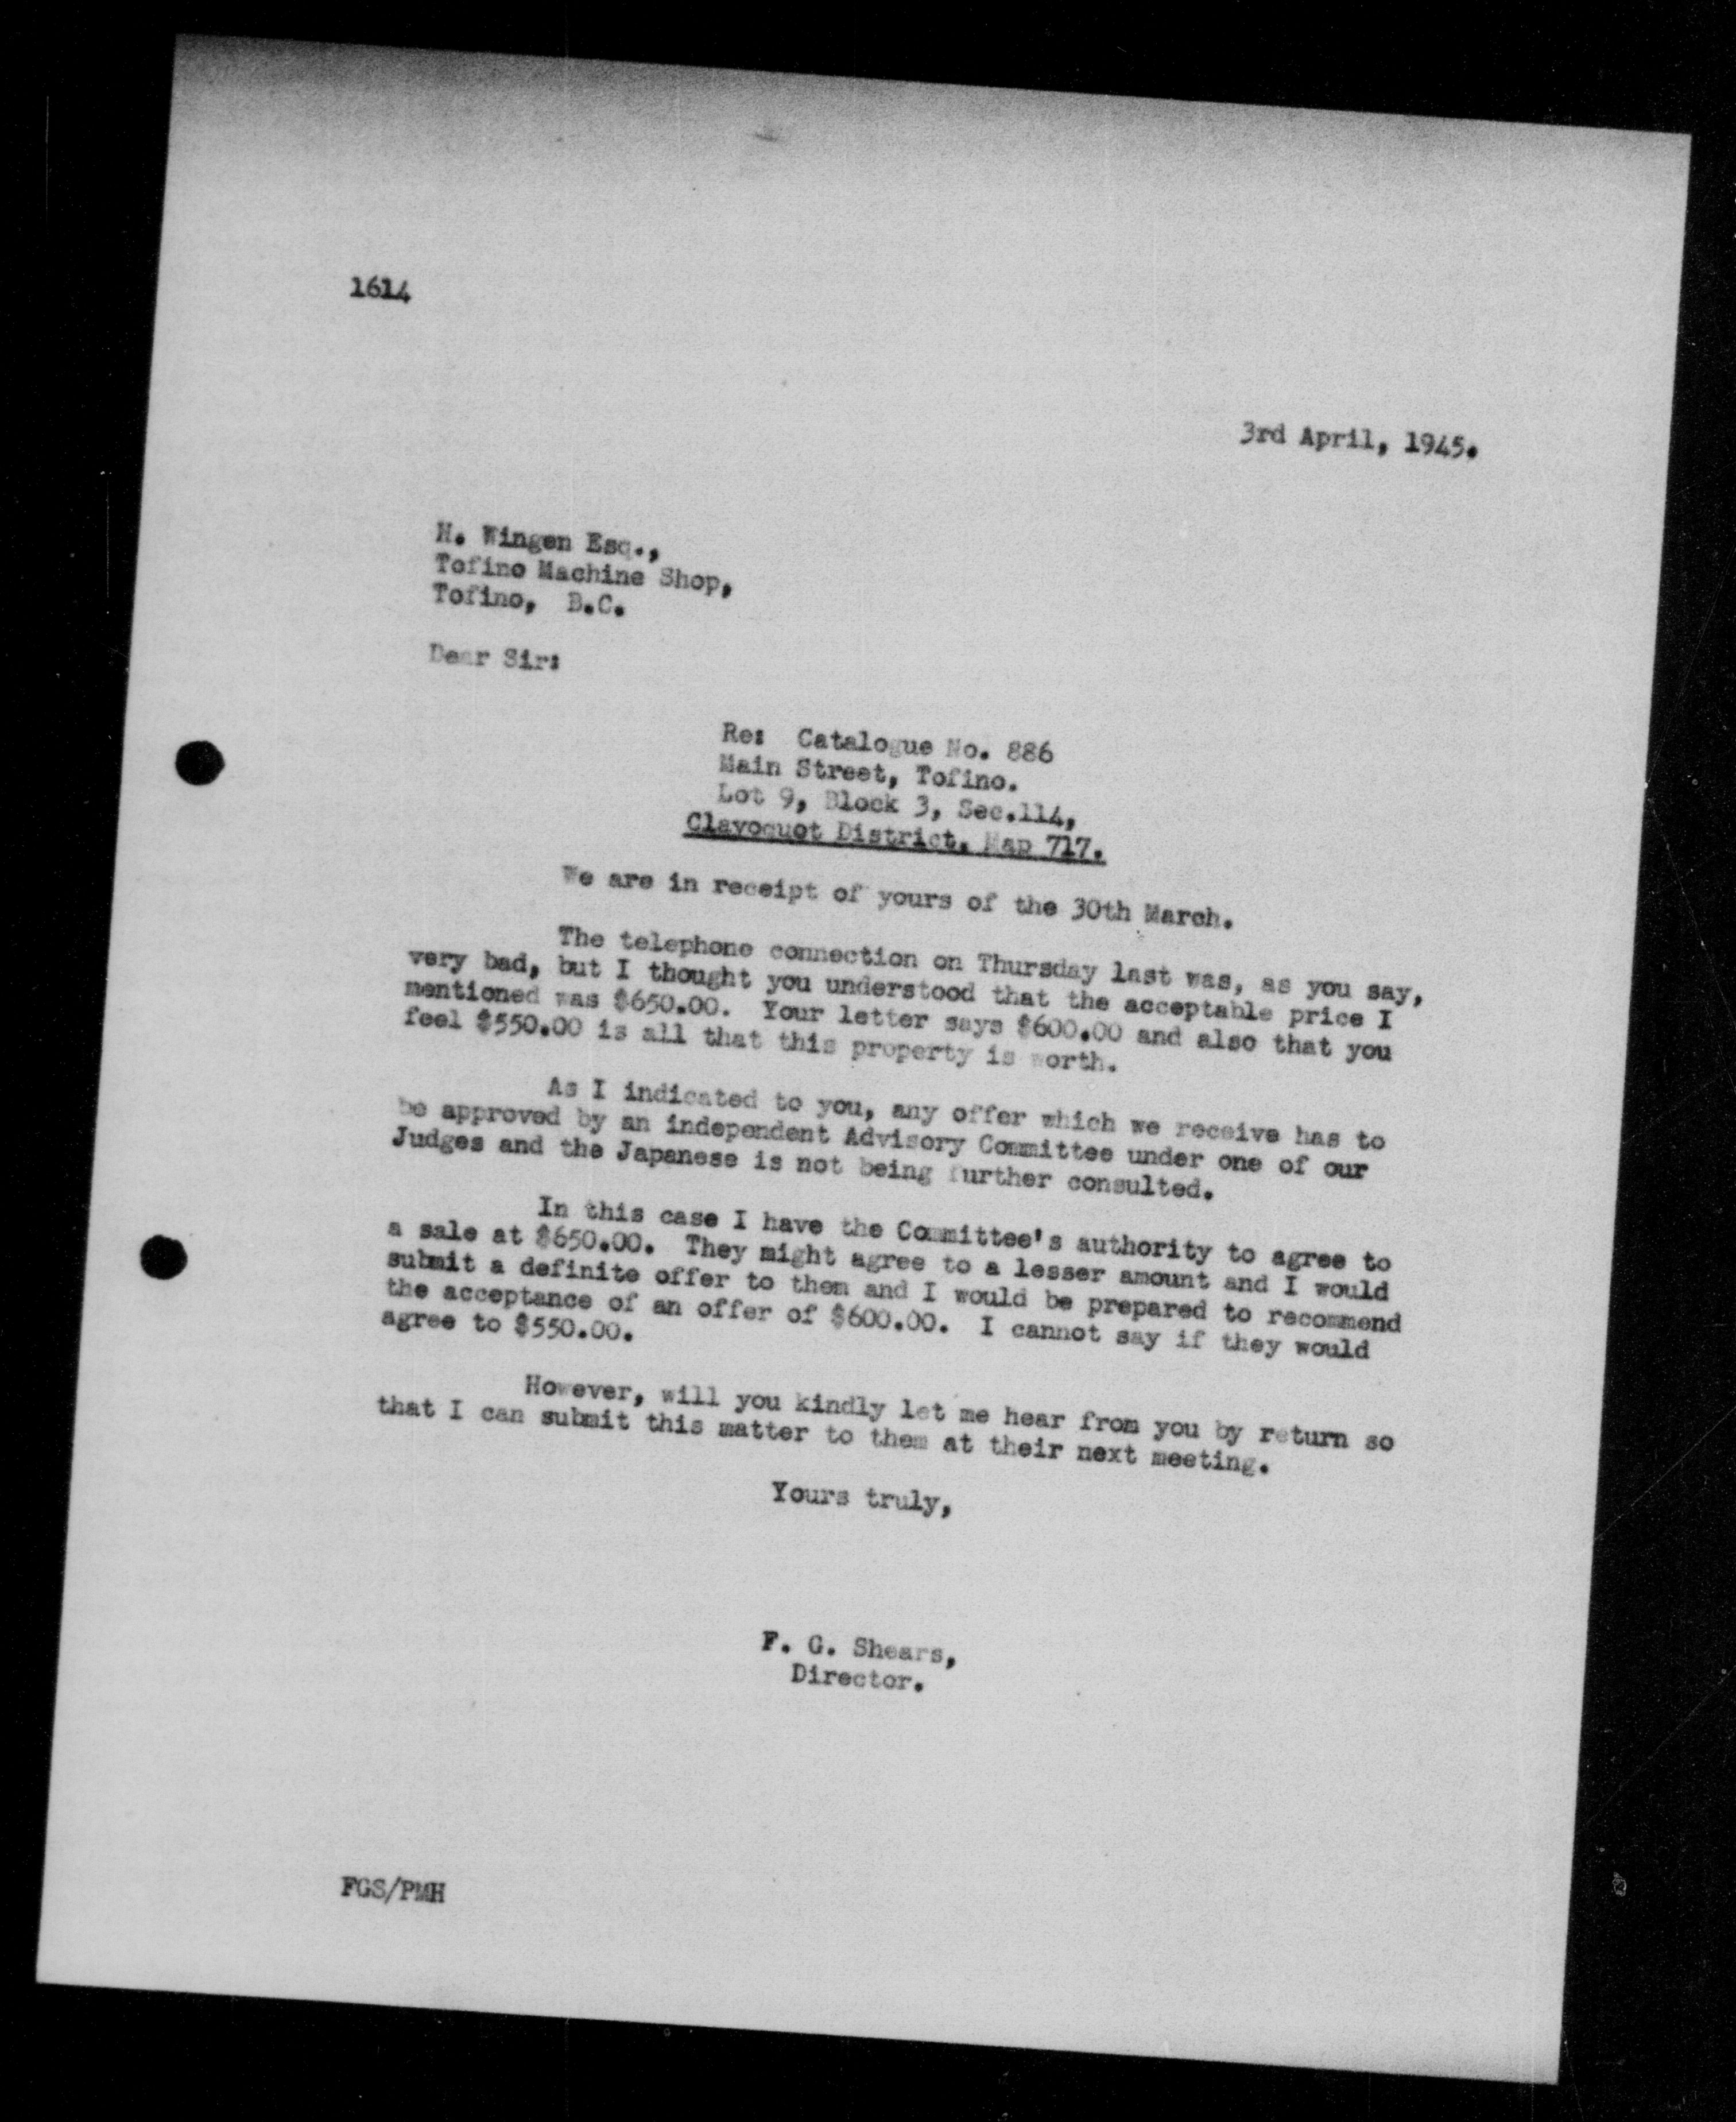 1614
3rd April, 1945.
H. Wingen Esq.,
Tofino Machine Shop,
Tofino, B.C.
Dear Sir:
Re: Catalogue No. 886
Main Street, Tofino.
Lot 9, Block 3, Sec.114,
Clayoquot District. Map 717.
We are in receipt of yours of the 30th March.
The telephone connection on Thursday last was, as you say,
very bad, but I thought you understood that the acceptable price I
mentioned was $650.00. Your letter says $600.00 and also that you
feel $550.00 is all that this property is worth.
As I indicated to you, any offer which we receive has to
be approved by an independent Advisory Committee under one of our
Judges and the Japanese is not being further consulted.
In this case I have the Committee's authority to agree to
a sale at $650.00. They might agree to a lesser amount and I would
submit a definite offer to them and I would be prepared to recommend
the acceptance of an offer of $600.00. I cannot say if they would
agree to $550.00.
However, will you kindly let me hear from you by return so
that I can submit this matter to them at their next meeting.
Yours truly,
F. G. Shears,
Director.
FGS/PMH